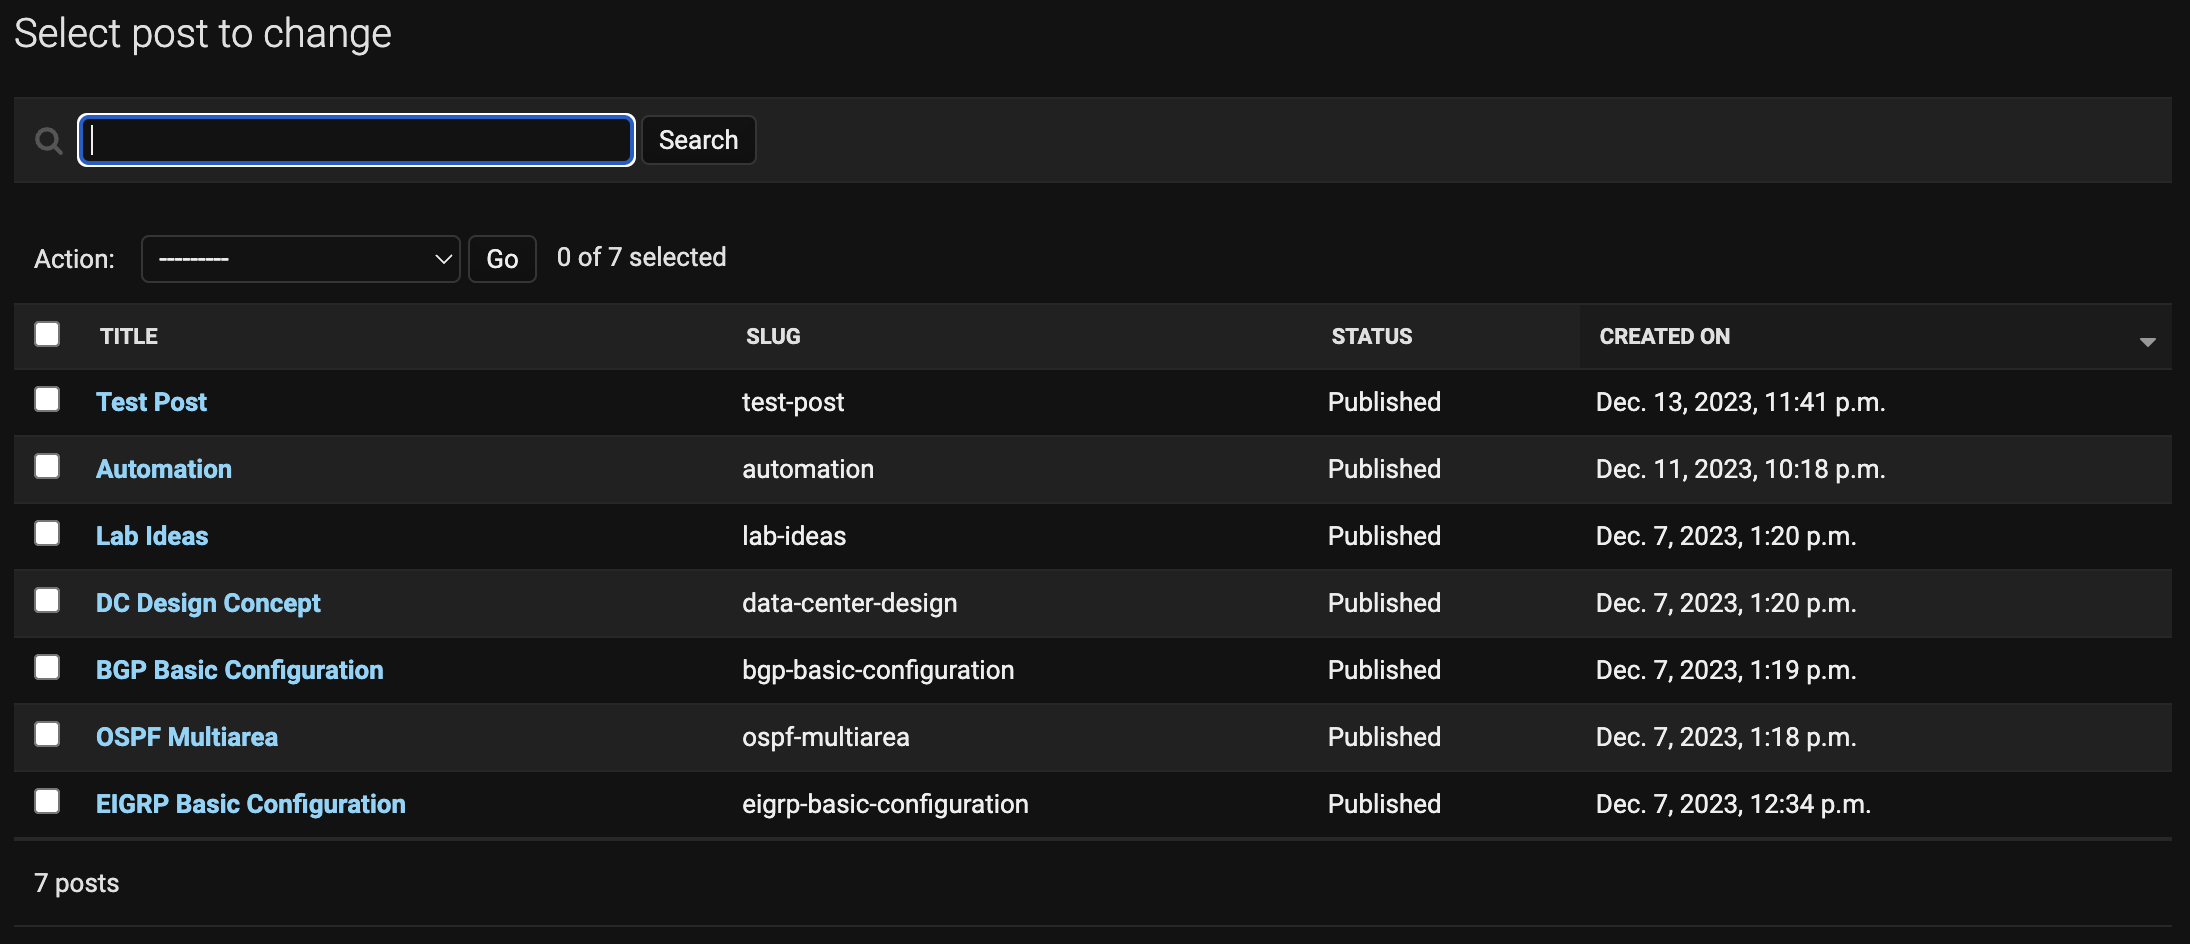 Select post to change
Search
Action: --------- Go 0 of 7 selected
TITLE SLUG STATUS CREATED ON
Test Post test-post Published Dec. 13, 2023, 11:41 p.m.
Automation automation Published Dec. 11, 2023, 10:18 p.m.
Lab Ideas lab-ideas Published Dec. 7, 2023, 1:20 p.m.
DC Design Concept data-center-design Published Dec. 7, 2023, 1:20 p.m.
BGP Basic Configuration bgp-basic-configuration Published Dec. 7, 2023, 1:19 p.m.
OSPF Multiarea ospf-multiarea Published Dec. 7, 2023, 1:18 p.m.
EIGRP Basic Configuration eigrp-basic-configuration Published Dec. 7, 2023, 12:34 p.m.
7 posts